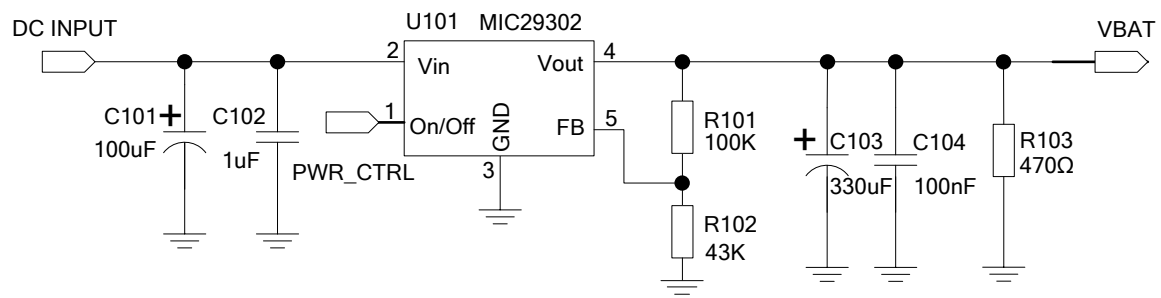 DC INPUT
U101 MIC29302
VBAT
2
4
Vin
Vout
C101
+
100uF
C102
1uF
1
On/Off
PWR_CTRL
GND
3
FB
5
R101
100K
R102
43K
+
C103
330uF
C104
100nF
R103
470Ω